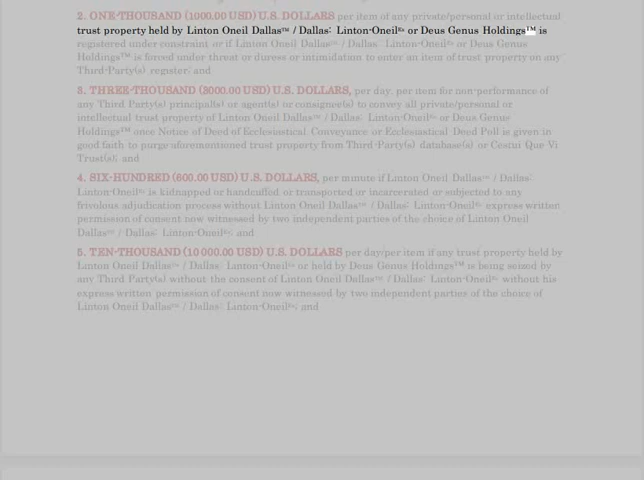 2. ONE-THOUSAND (1000.00 USD) U.S. DOLLARS per item of any private/personal or intellectual
trust property held by Linton Oneil Dallas™ / Dallas: Linton-Oneil®© or Deus Genus Holdings™ is
registered under constraint or if Linton Oneil Dallas™ / Dallas: Linton-Oneil®© or Deus Genus
Holdings™ is forced under threat or duress or intimidation to enter an item of trust property on any
Third-Party(s) register; and
3. THREE-THOUSAND (3000.00 USD) U.S. DOLLARS, per day, per item for non-performance of
any Third Party(s) principal(s) or agent(s) or consignee(s) to convey all private/personal or
intellectual trust property of Linton Oneil Dallas™ / Dallas: Linton-Oneil®© or Deus Genus
Holdings™ once Notice of Deed of Ecclesiastical Conveyance or Ecclesiastical Deed Poll is given in
good faith to purge aforementioned trust property from Third-Party(s) database(s) or Cestui Que Vi
Trust(s); and
4. SIX-HUNDRED (600.00 USD) U.S. DOLLARS, per minute if Linton Oneil Dallas™ / Dallas:
Linton-Oneil®© is kidnapped or handcuffed or transported or incarcerated or subjected to any
frivolous adjudication process without Linton Oneil Dallas™ / Dallas: Linton-Oneil®© express written
permission of consent now witnessed by two independent parties of the choice of Linton Oneil
Dallas™ / Dallas: Linton-Oneil®©; and
5. TEN-THOUSAND (10 000.00 USD) U.S. DOLLARS per day/per item if any trust property held by
Linton Oneil Dallas™ / Dallas: Linton-Oneil®© or held by Deus Genus Holdings™ is being seized by
any Third Party(s) without the consent of Linton Oneil Dallas™ / Dallas: Linton-Oneil®© without his
express written permission of consent now witnessed by two independent parties of the choice of
Linton Oneil Dallas™ / Dallas: Linton-Oneil®©; and